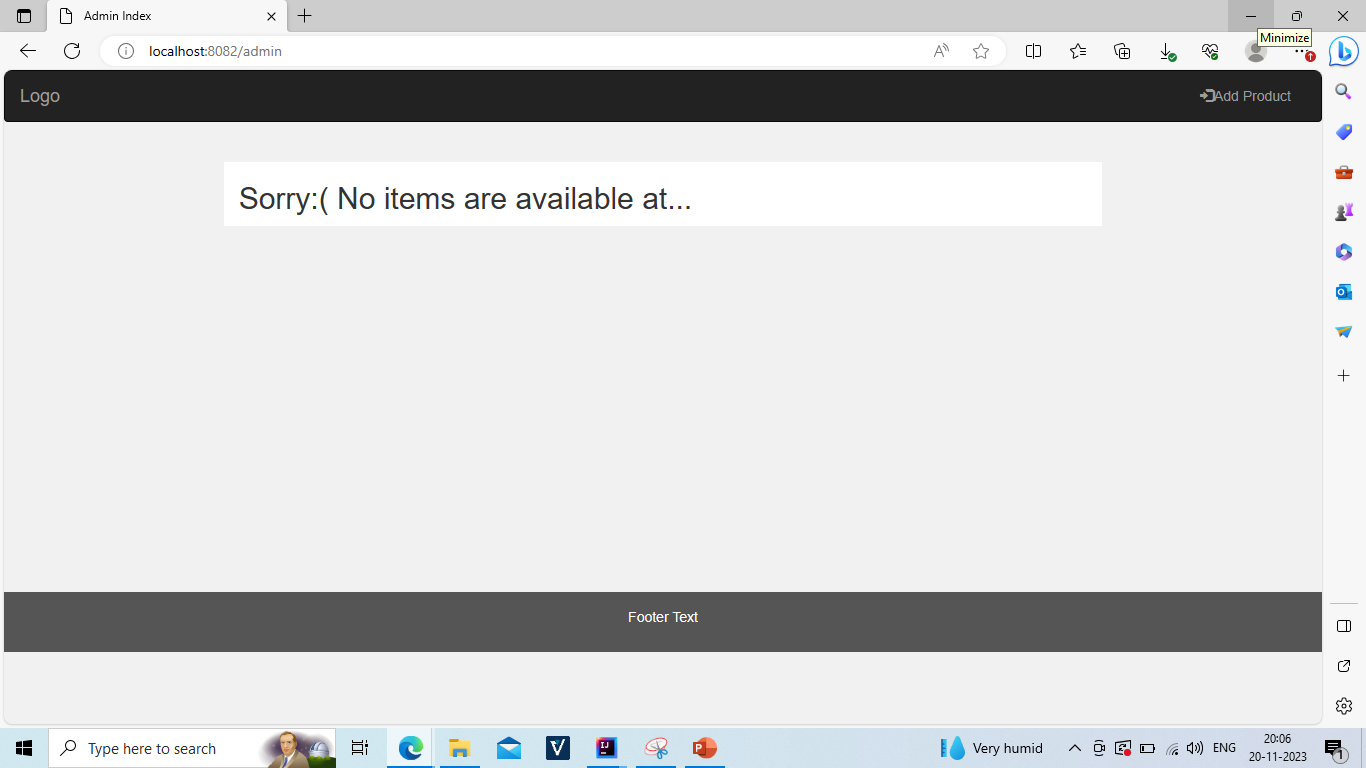 Admin Index
Minimize
localhost:8082/admin
Logo
Add Product
Sorry:( No items are available at...
Footer Text
Type here to search
Very humid
ENG
20:06
20-11-2023
1